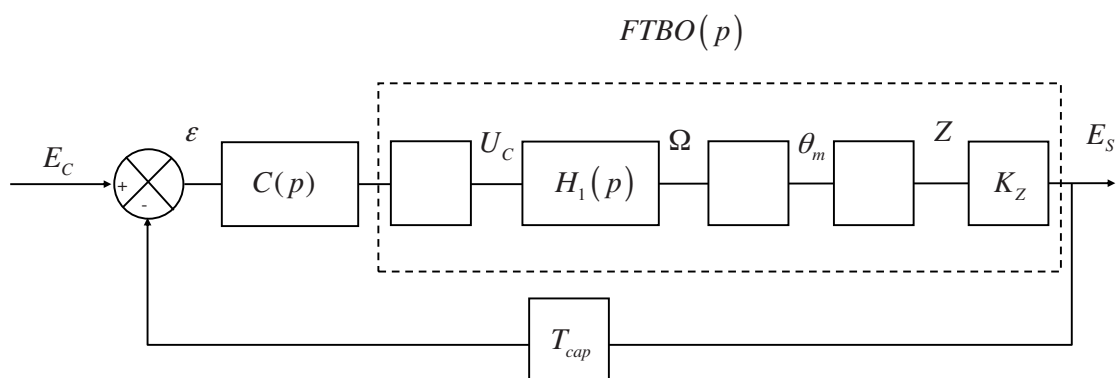 FTBO(p)
E_C
+
-
ε
C(p)
U_C
H_1(p)
Ω
θ_m
Z
K_Z
E_S
T_cap